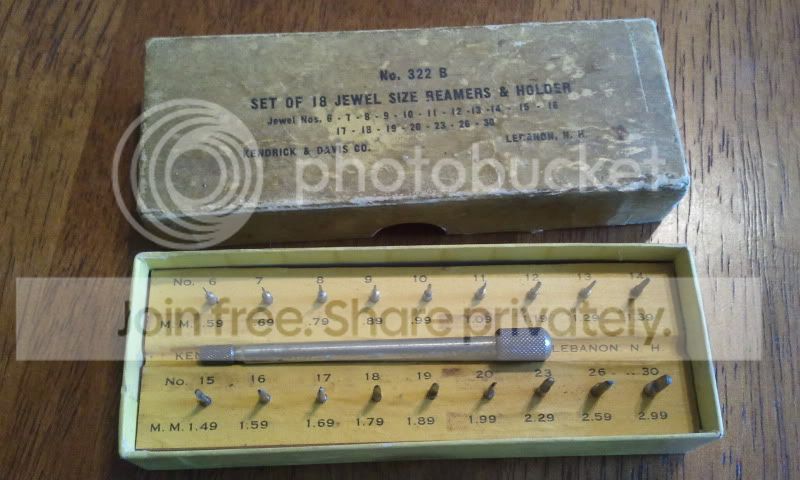 No. 322 B
SET OF 18 JEWEL SIZE REAMERS & HOLDER
Jewel Nos. 6 - 7 - 8 - 9 - 10 - 11 - 12 - 13 - 14 - 15 - 16
17 - 18 - 19 - 20 - 23 - 26 - 30
KENDRICK & DAVIS CO. LEBANON, N. H.
photobucket
No. 6 7 8 9 10 11 12 13 14
Join free. Share privately.
M. M. .59 .69 .79 .89 .99 1.09 1.19 1.29 1.39
LEBANON N H
No. 15 16 17 18 19 20 23 26 30
M. M. 1.49 1.59 1.69 1.79 1.89 1.99 2.29 2.59 2.99